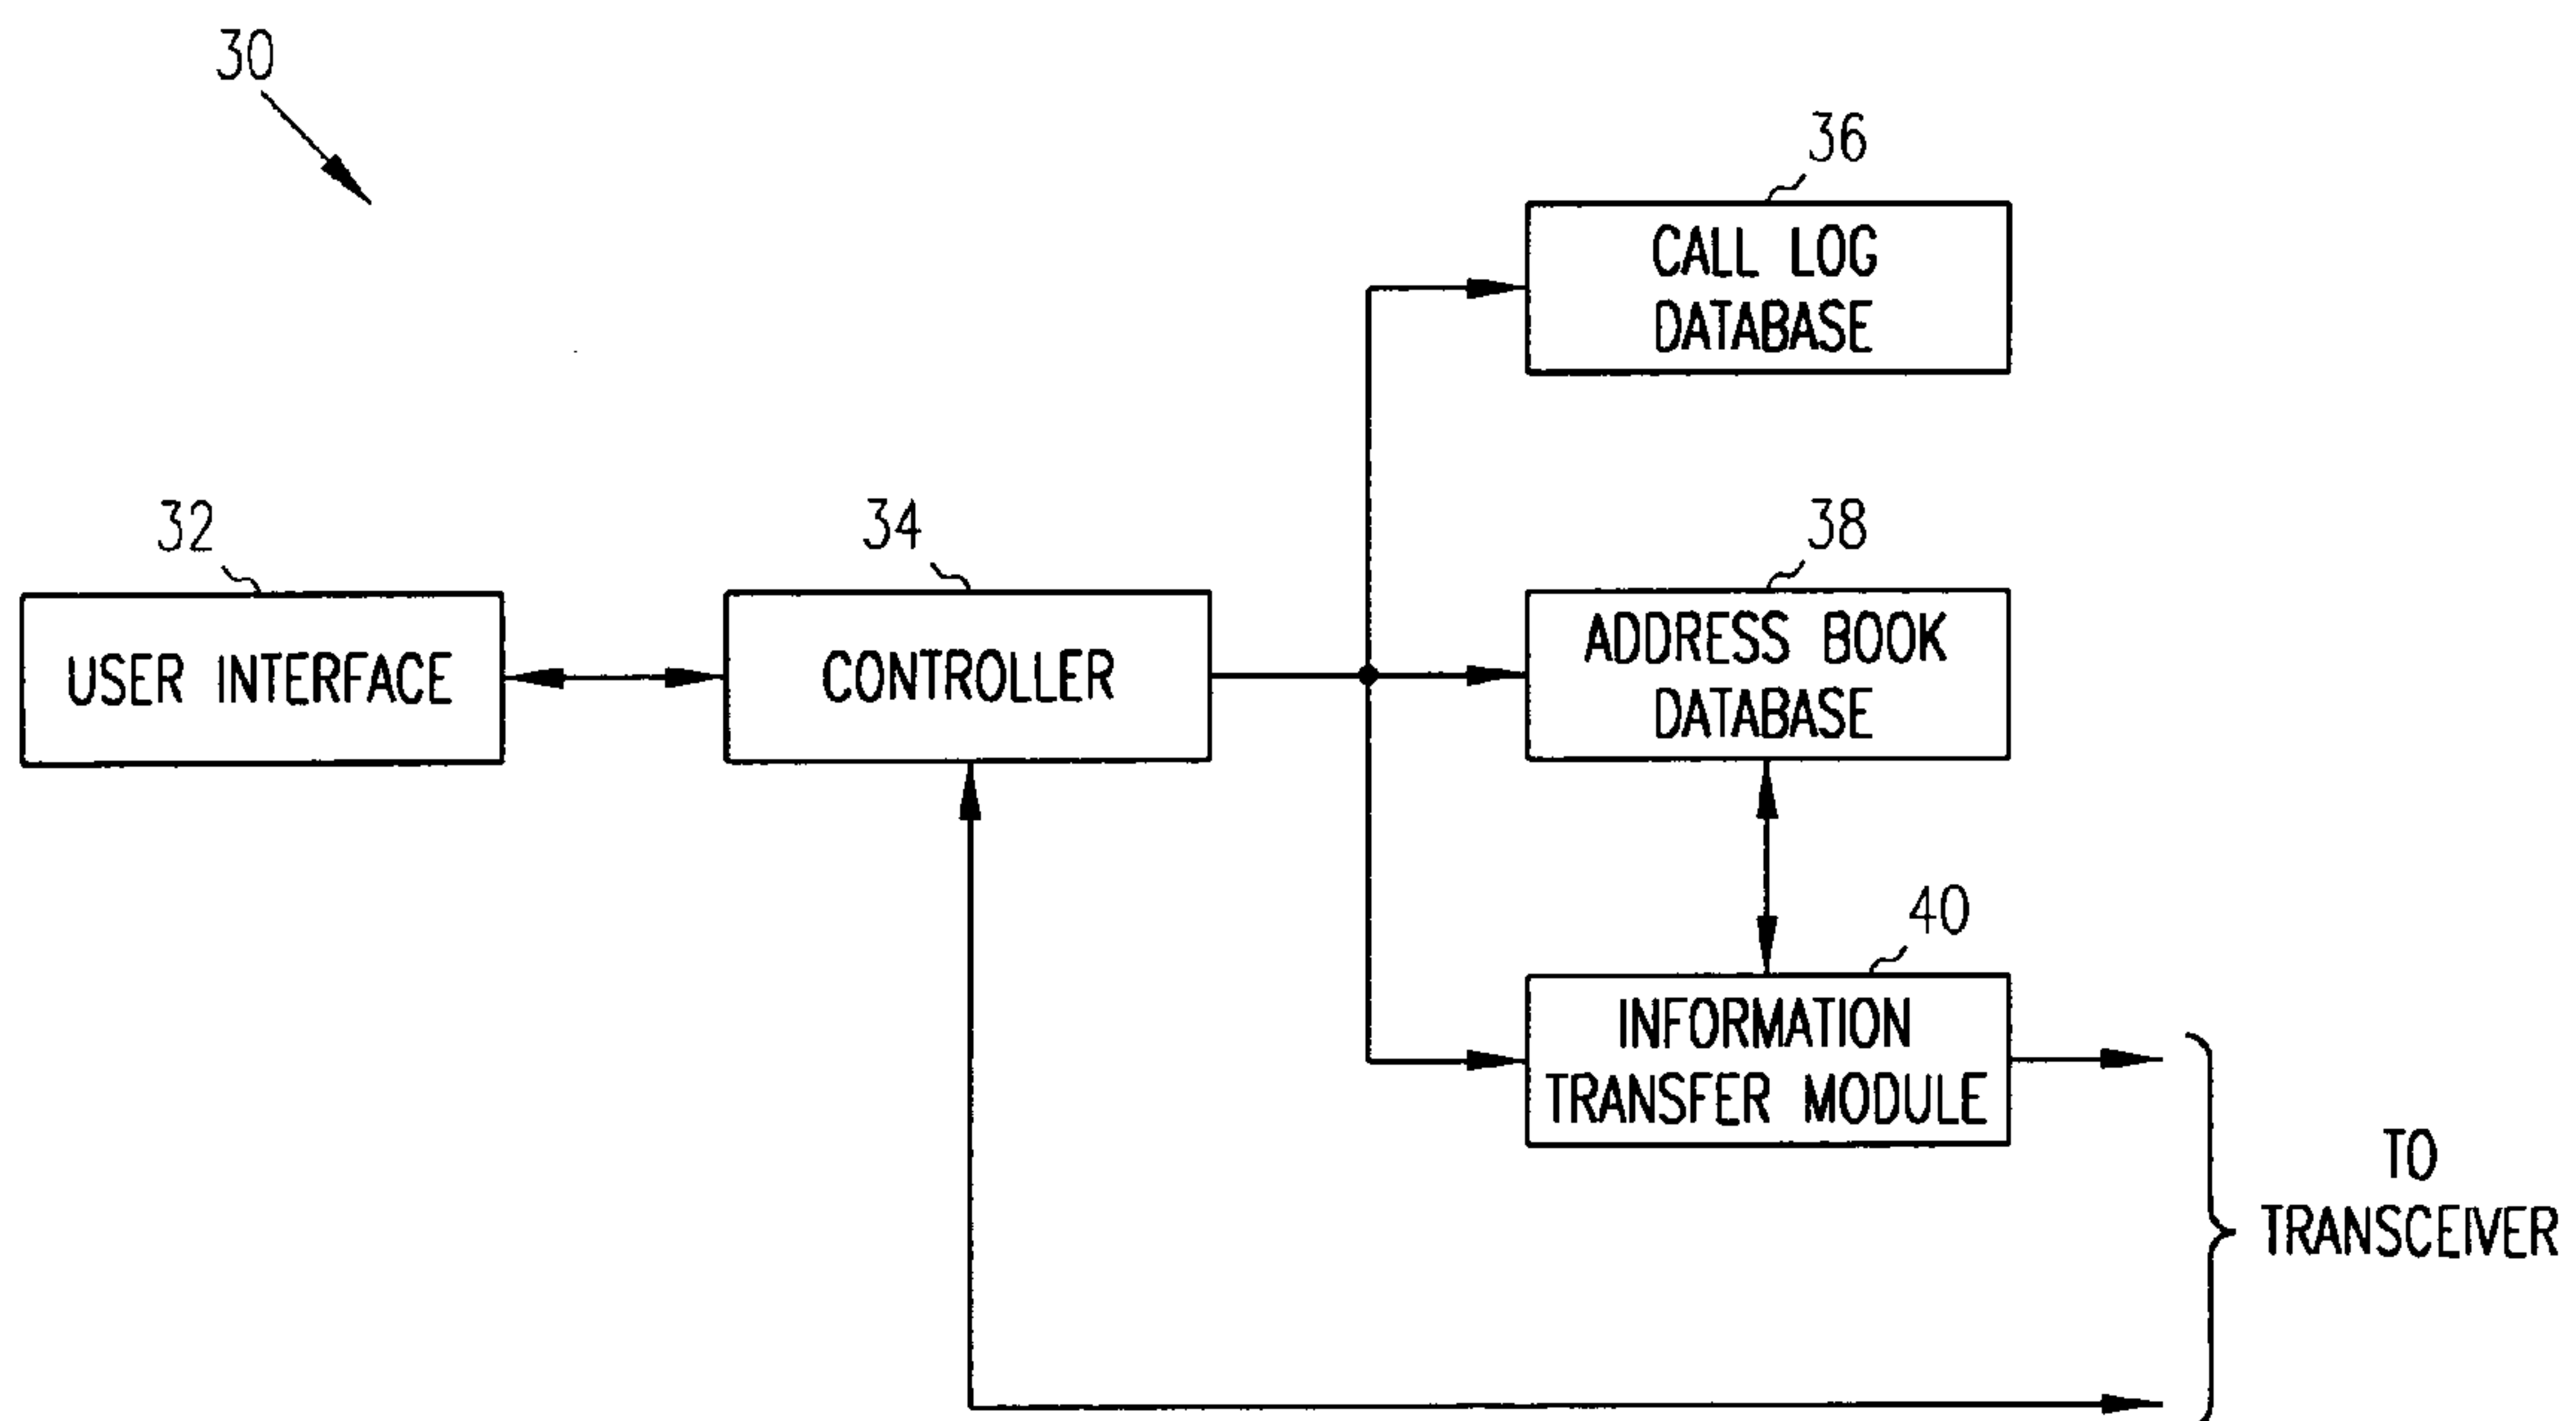 30
36
CALL LOG
DATABASE
32
34
38
USER INTERFACE
CONTROLLER
ADDRESS BOOK
DATABASE
40
INFORMATION
TRANSFER MODULE
TO
TRANSCEIVER